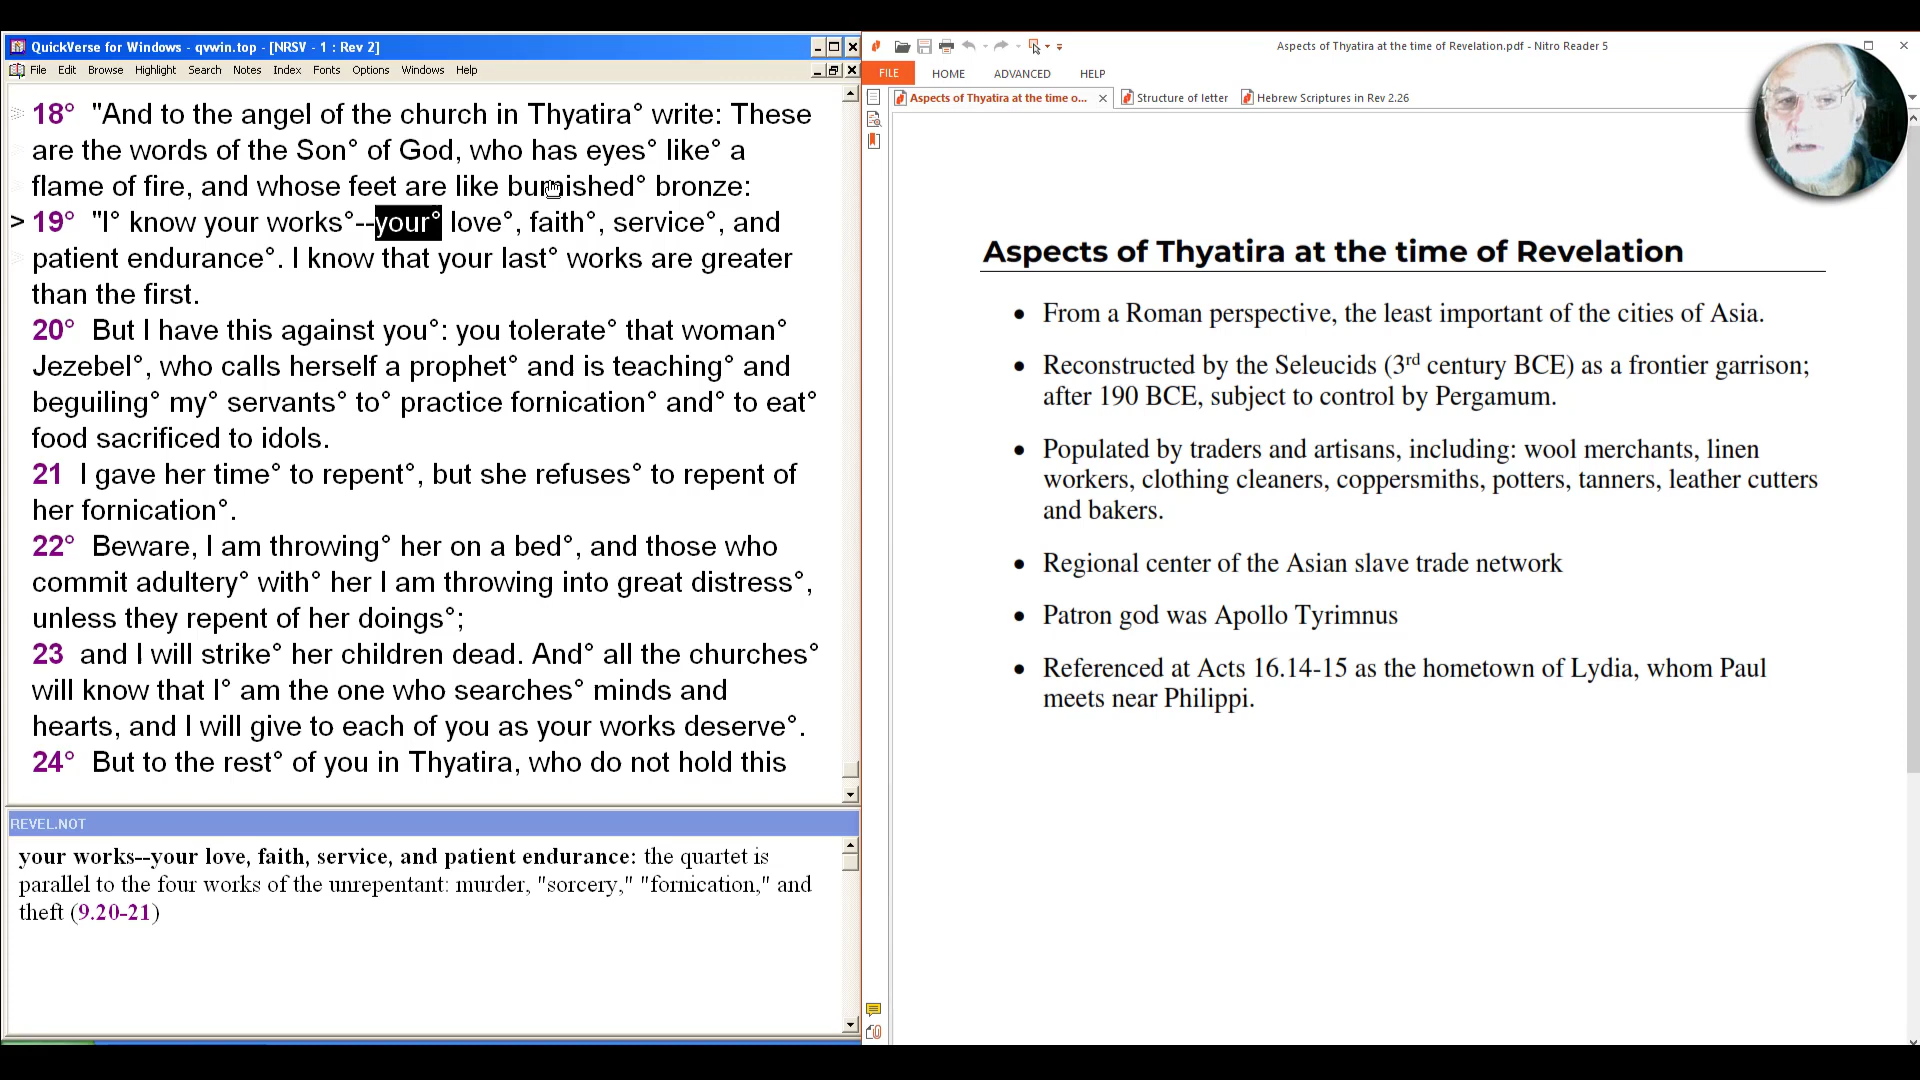 QuickVerse for Windows - qvwin.top - [NRSV - 1 : Rev 2]
File Edit Browse Highlight Search Notes Index Fonts Options Windows Help
18° "And to the angel of the church in Thyatira° write: These
are the words of the Son° of God, who has eyes° like° a
flame of fire, and whose feet are like burnished° bronze:
> 19° "I° know your works°--your° love°, faith°, service°, and
patient endurance°. I know that your last° works are greater
than the first.
20° But I have this against you°: you tolerate° that woman°
Jezebel°, who calls herself a prophet° and is teaching° and
beguiling° my° servants° to° practice fornication° and° to eat°
food sacrificed to idols.
21 I gave her time° to repent°, but she refuses° to repent of
her fornication°.
22° Beware, I am throwing° her on a bed°, and those who
commit adultery° with° her I am throwing into great distress°,
unless they repent of her doings°;
23 and I will strike° her children dead. And° all the churches°
will know that I° am the one who searches° minds and
hearts, and I will give to each of you as your works deserve°.
24° But to the rest° of you in Thyatira, who do not hold this
REVEL.NOT
your works--your love, faith, service, and patient endurance: the quartet is
parallel to the four works of the unrepentant: murder, "sorcery," "fornication," and
theft (9.20-21)
Aspects of Thyatira at the time of Revelation.pdf - Nitro Reader 5
FILE HOME ADVANCED HELP
Aspects of Thyatira at the time o... Structure of letter Hebrew Scriptures in Rev 2.26
Aspects of Thyatira at the time of Revelation
• From a Roman perspective, the least important of the cities of Asia.
• Reconstructed by the Seleucids (3rd century BCE) as a frontier garrison;
after 190 BCE, subject to control by Pergamum.
• Populated by traders and artisans, including: wool merchants, linen
workers, clothing cleaners, coppersmiths, potters, tanners, leather cutters
and bakers.
• Regional center of the Asian slave trade network
• Patron god was Apollo Tyrimnus
• Referenced at Acts 16.14-15 as the hometown of Lydia, whom Paul
meets near Philippi.